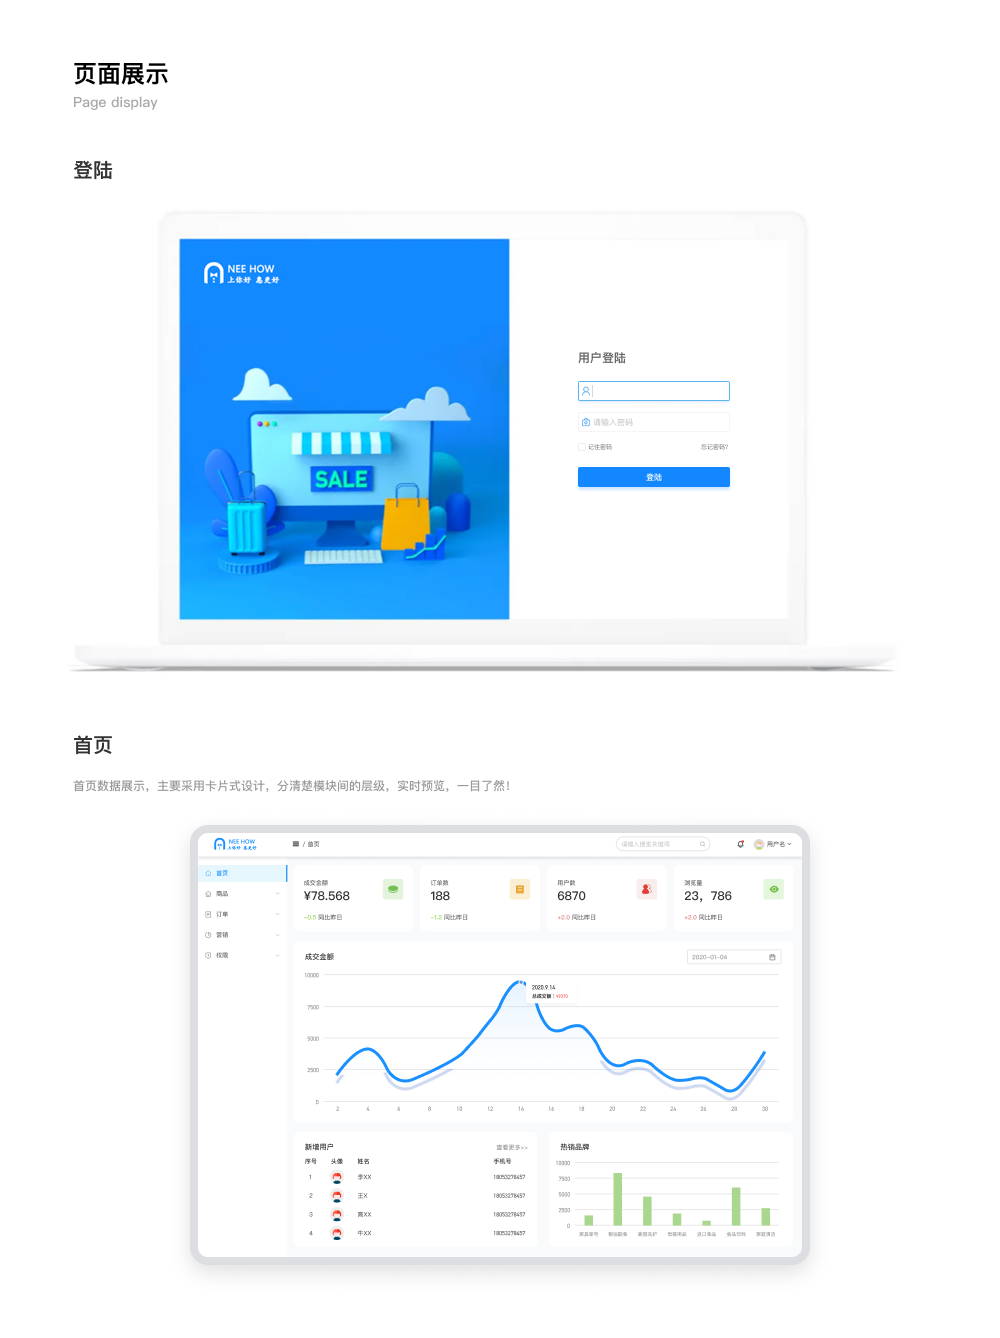 页面展示
Page display
登陆
NEE HOW
上你好 惠更好
SALE
用户登陆
请输入密码
记住密码
忘记密码?
登陆
首页
首页数据展示，主要采用卡片式设计，分清楚模块间的层级，实时预览，一目了然！
NEE HOW
上你好 惠更好
/ 首页
请输入搜索关键词
用户名
首页
商品
订单
营销
权限
成交金额
¥78.568
-0.5 同比昨日
订单数
188
-1.2 同比昨日
用户数
6870
+2.0 同比昨日
浏览量
23，786
+2.0 同比昨日
成交金额
2020-01-04
10000
7500
5000
2500
0
2020.9.14
总成交额：
2 4 6 8 10 12 14 16 18 20 22 24 26 28 30
新增用户
查看更多>>
序号 头像 姓名 手机号
1 李XX 18053278457
2 王X 18053278457
3 高XX 18053278457
4 牛XX 18053278457
热销品牌
10000
7500
5000
2500
0
食品饮料
家庭清洁